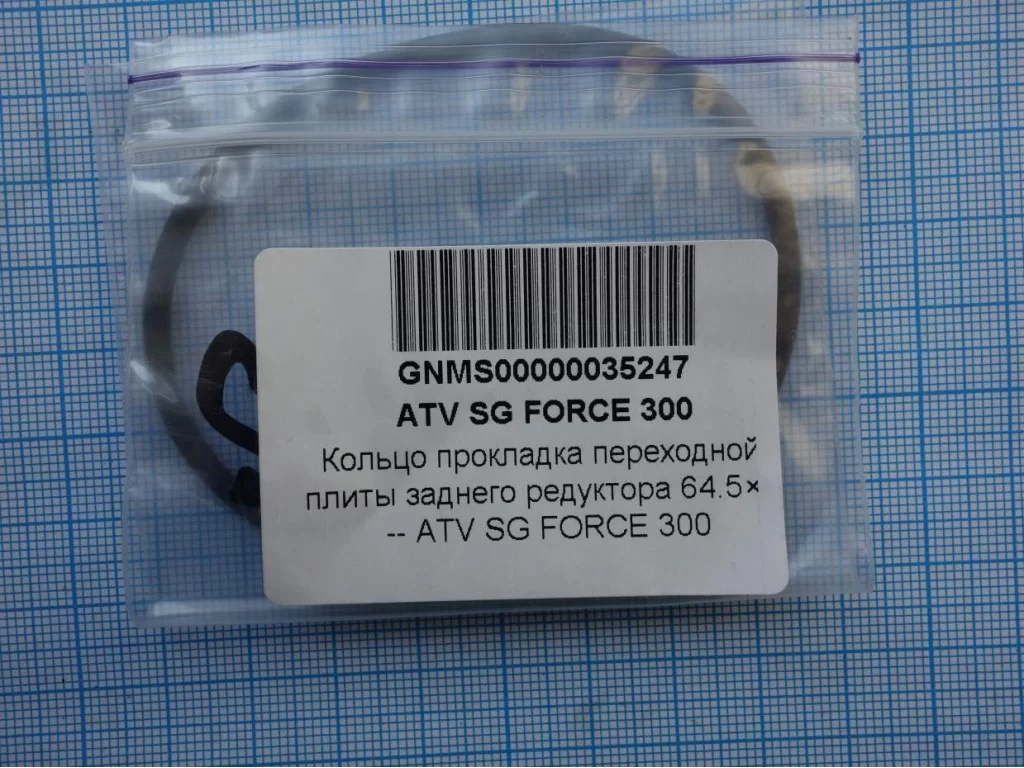 GNMS00000035247
ATV SG FORCE 300
Кольцо прокладка переходной
плиты заднего редуктора 64.5×
-- ATV SG FORCE 300